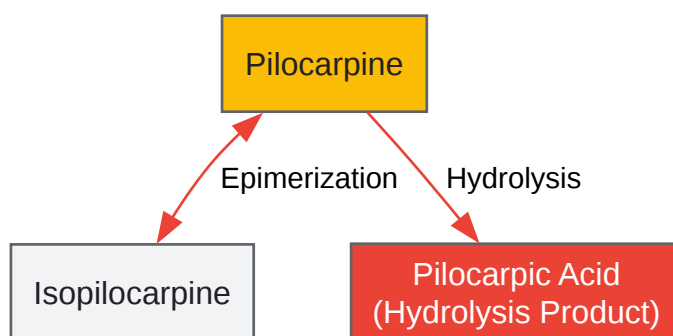 Pilocarpine
Epimerization
Hydrolysis
Isopilocarpine
Pilocarpic Acid
(Hydrolysis Product)